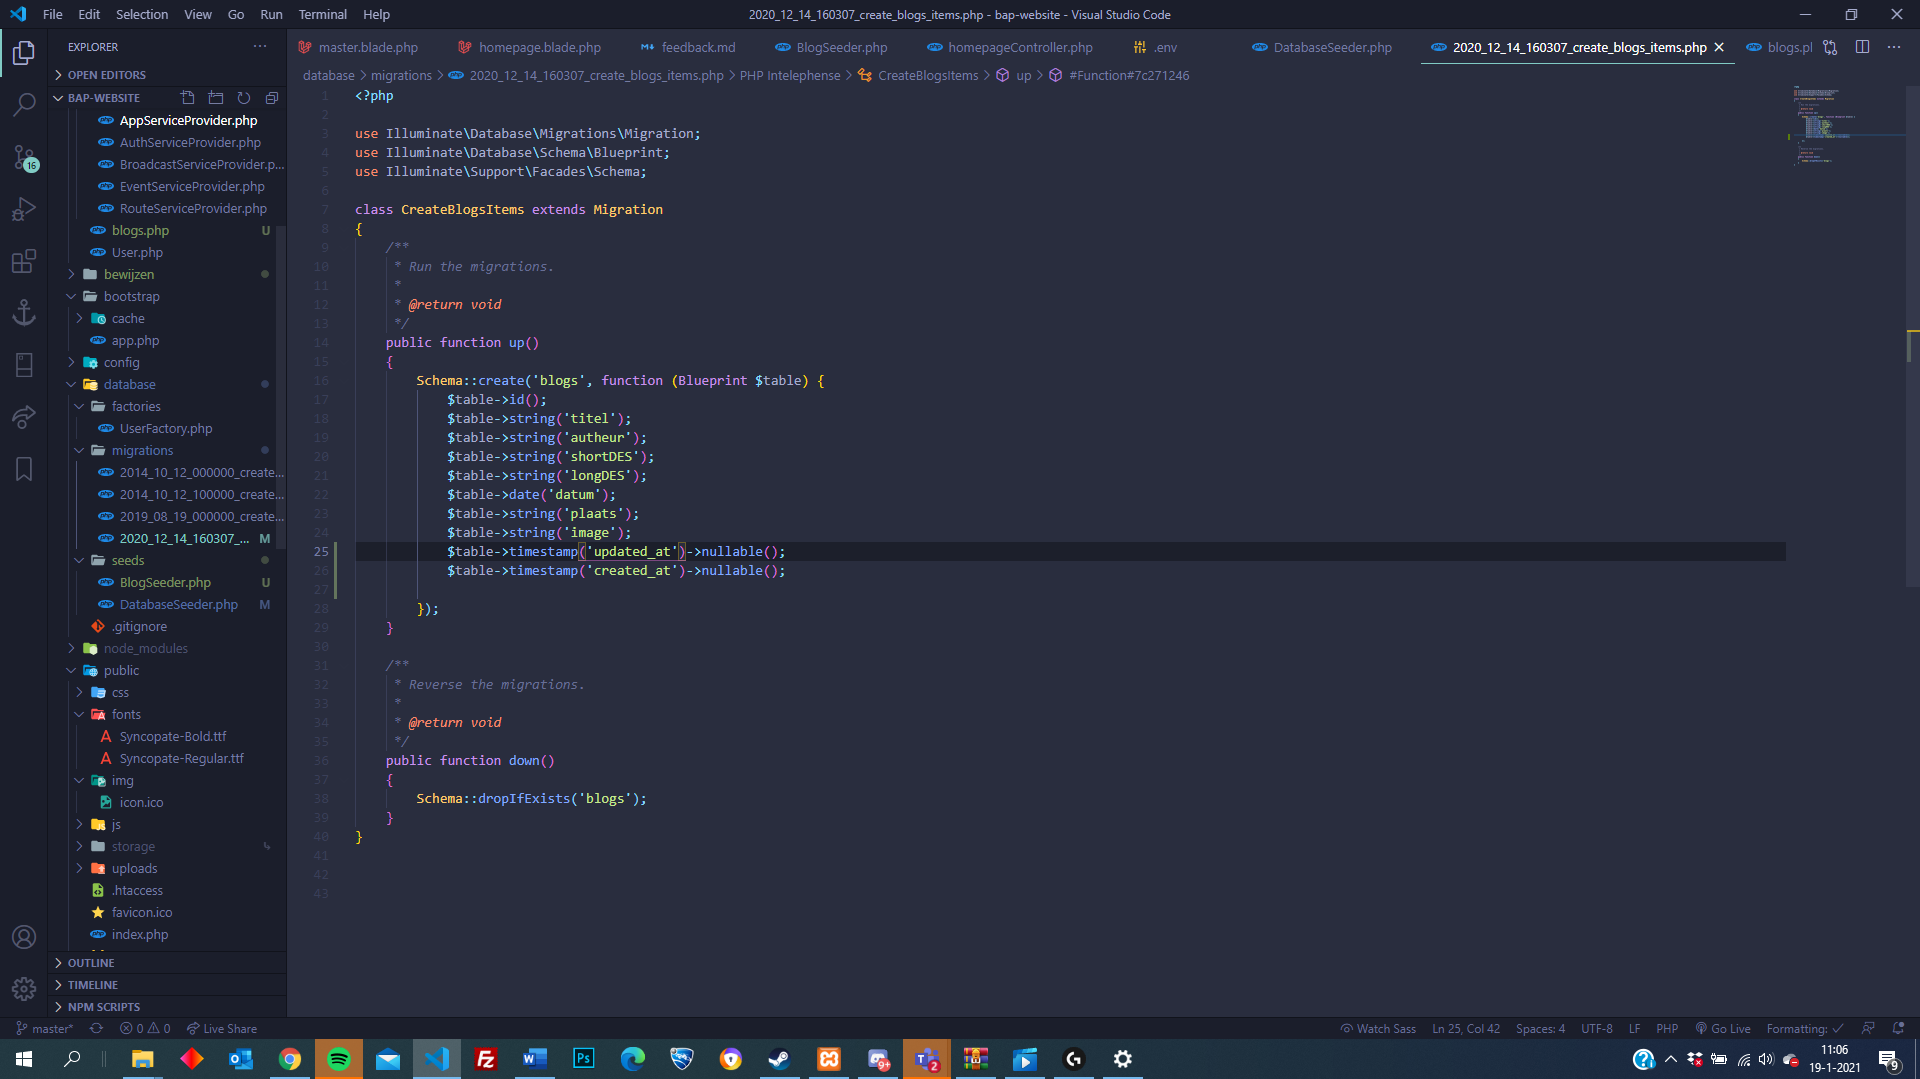 File Edit Selection View Go Run Terminal Help
2020_12_14_160307_create_blogs_items.php - bap-website - Visual Studio Code
EXPLORER
master.blade.php homepage.blade.php feedback.md BlogSeeder.php homepageController.php .env DatabaseSeeder.php 2020_12_14_160307_create_blogs_items.php blogs.pl
OPEN EDITORS
database > migrations > 2020_12_14_160307_create_blogs_items.php > PHP Intelephense > CreateBlogsItems > up > #Function#7c271246
BAP-WEBSITE
AppServiceProvider.php
AuthServiceProvider.php
BroadcastServiceProvider.p...
EventServiceProvider.php
RouteServiceProvider.php
blogs.php U
User.php
bewijzen
bootstrap
cache
app.php
config
database
factories
UserFactory.php
migrations
2014_10_12_000000_create...
2014_10_12_100000_create...
2019_08_19_000000_create...
2020_12_14_160307_... M
seeds
BlogSeeder.php U
DatabaseSeeder.php M
.gitignore
node_modules
public
css
fonts
Syncopate-Bold.ttf
Syncopate-Regular.ttf
img
icon.ico
js
storage
uploads
.htaccess
favicon.ico
index.php
OUTLINE
TIMELINE
NPM SCRIPTS
16
1 <?php
2
3 use Illuminate\Database\Migrations\Migration;
4 use Illuminate\Database\Schema\Blueprint;
5 use Illuminate\Support\Facades\Schema;
6
7 class CreateBlogsItems extends Migration
8 {
9 /**
10 * Run the migrations.
11 *
12 * @return void
13 */
14 public function up()
15 {
16 Schema::create('blogs', function (Blueprint $table) {
17 $table->id();
18 $table->string('titel');
19 $table->string('autheur');
20 $table->string('shortDES');
21 $table->string('longDES');
22 $table->date('datum');
23 $table->string('plaats');
24 $table->string('image');
25 $table->timestamp('updated_at')->nullable();
26 $table->timestamp('created_at')->nullable();
27
28 });
29 }
30
31 /**
32 * Reverse the migrations.
33 *
34 * @return void
35 */
36 public function down()
37 {
38 Schema::dropIfExists('blogs');
39 }
40 }
41
42
43
master* 0 0 Live Share
Watch Sass Ln 25, Col 42 Spaces: 4 UTF-8 LF PHP Go Live Formatting: ✓
11:06
19-1-2021